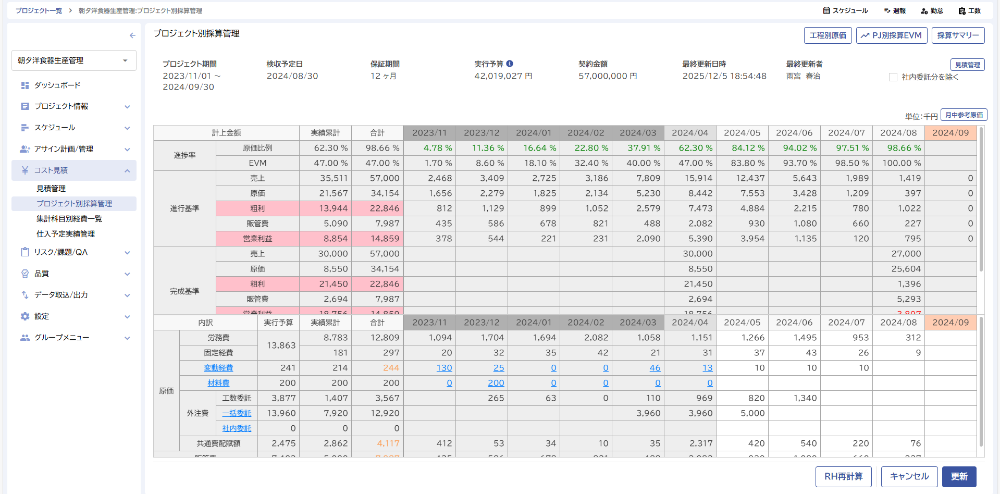 プロジェクト一覧 > 朝夕洋食器生産管理:プロジェクト別採算管理
スケジュール 週報 勤怠 工数
朝夕洋食器生産管理
ダッシュボード
プロジェクト情報
スケジュール
アサイン計画/管理
コスト見積
見積管理
プロジェクト別採算管理
集計科目別経費一覧
仕入予定実績管理
リスク/課題/QA
品質
データ取込/出力
設定
グループメニュー
プロジェクト別採算管理
工程別原価 PJ別採算EVM 採算サマリー
プロジェクト期間 検収予定日 保証期間 実行予算 契約金額 最終更新日時 最終更新者 見積管理
2023/11/01 ~ 2024/08/30 12 ヶ月 42,019,027 円 57,000,000 円 2025/12/5 18:54:48 雨宮 春治 社内委託分を除く
2024/09/30
単位:千円 月中参考原価
計上金額 実績累計 合計 2023/11 2023/12 2024/01 2024/02 2024/03 2024/04 2024/05 2024/06 2024/07 2024/08 2024/09
進捗率
原価比例 62.30 % 98.66 % 4.78 % 11.36 % 16.64 % 22.80 % 37.91 % 62.30 % 84.12 % 94.02 % 97.51 % 98.66 %
EVM 47.00 % 47.00 % 1.70 % 8.60 % 18.10 % 32.40 % 40.00 % 47.00 % 83.80 % 93.70 % 98.50 % 100.00 %
進行基準
売上 35,511 57,000 2,468 3,409 2,725 3,186 7,809 15,914 12,437 5,643 1,989 1,419 0
原価 21,567 34,154 1,656 2,279 1,825 2,134 5,230 8,442 7,553 3,428 1,209 397 0
粗利 13,944 22,846 812 1,129 899 1,052 2,579 7,473 4,884 2,215 780 1,022 0
販管費 5,090 7,987 435 586 678 821 488 2,082 930 1,080 660 227 0
営業利益 8,854 14,859 378 544 221 231 2,090 5,390 3,954 1,135 120 795 0
完成基準
売上 30,000 57,000 30,000 27,000
原価 8,550 34,154 8,550 25,604
粗利 21,450 22,846 21,450 1,396
販管費 2,694 7,987 2,694 5,293
営業利益 18,756 14,859 18,756 -3,897
内訳 実行予算 実績累計 合計 2023/11 2023/12 2024/01 2024/02 2024/03 2024/04 2024/05 2024/06 2024/07 2024/08 2024/09
原価
労務費 13,863 8,783 12,809 1,094 1,704 1,694 2,082 1,058 1,151 1,266 1,495 953 312
固定経費 181 297 20 32 35 42 21 31 37 43 26 9
変動経費 241 214 244 130 25 0 0 46 13 10 10 10
材料費 200 200 200 0 200 0 0 0 0
外注費
工数委託 3,877 1,407 3,567 265 63 0 110 969 820 1,340
一括委託 13,960 7,920 12,920 3,960 3,960 5,000
社内委託 0 0 0
共通費配賦額 2,475 2,862 4,117 412 53 34 10 35 2,317 420 540 220 76
RH再計算 キャンセル 更新